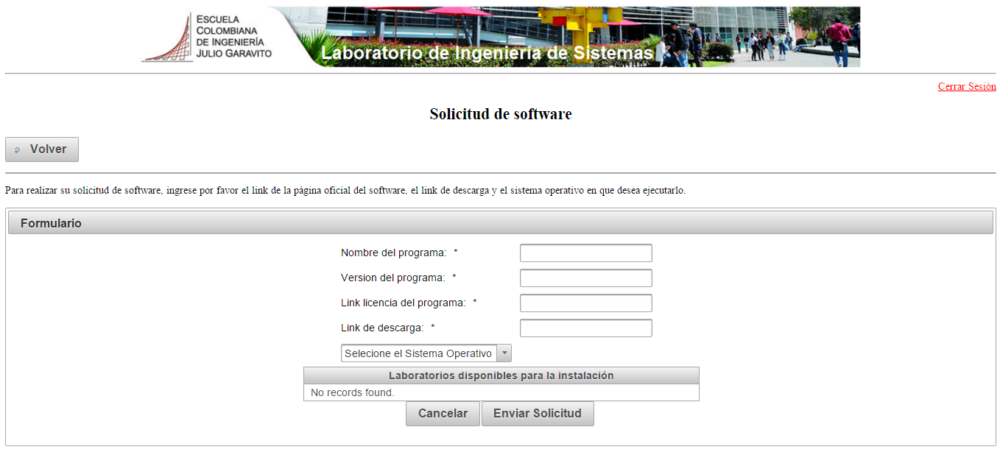 ESCUELA
COLOMBIANA
DE INGENIERÍA
JULIO GARAVITO
Laboratorio de Ingeniería de Sistemas
Cerrar Sesión
Solicitud de software
Volver
Para realizar su solicitud de software, ingrese por favor el link de la página oficial del software, el link de descarga y el sistema operativo en que desea ejecutarlo.
Formulario
Nombre del programa: *
Version del programa: *
Link licencia del programa: *
Link de descarga: *
Selecione el Sistema Operativo
Laboratorios disponibles para la instalación
No records found.
Cancelar Enviar Solicitud